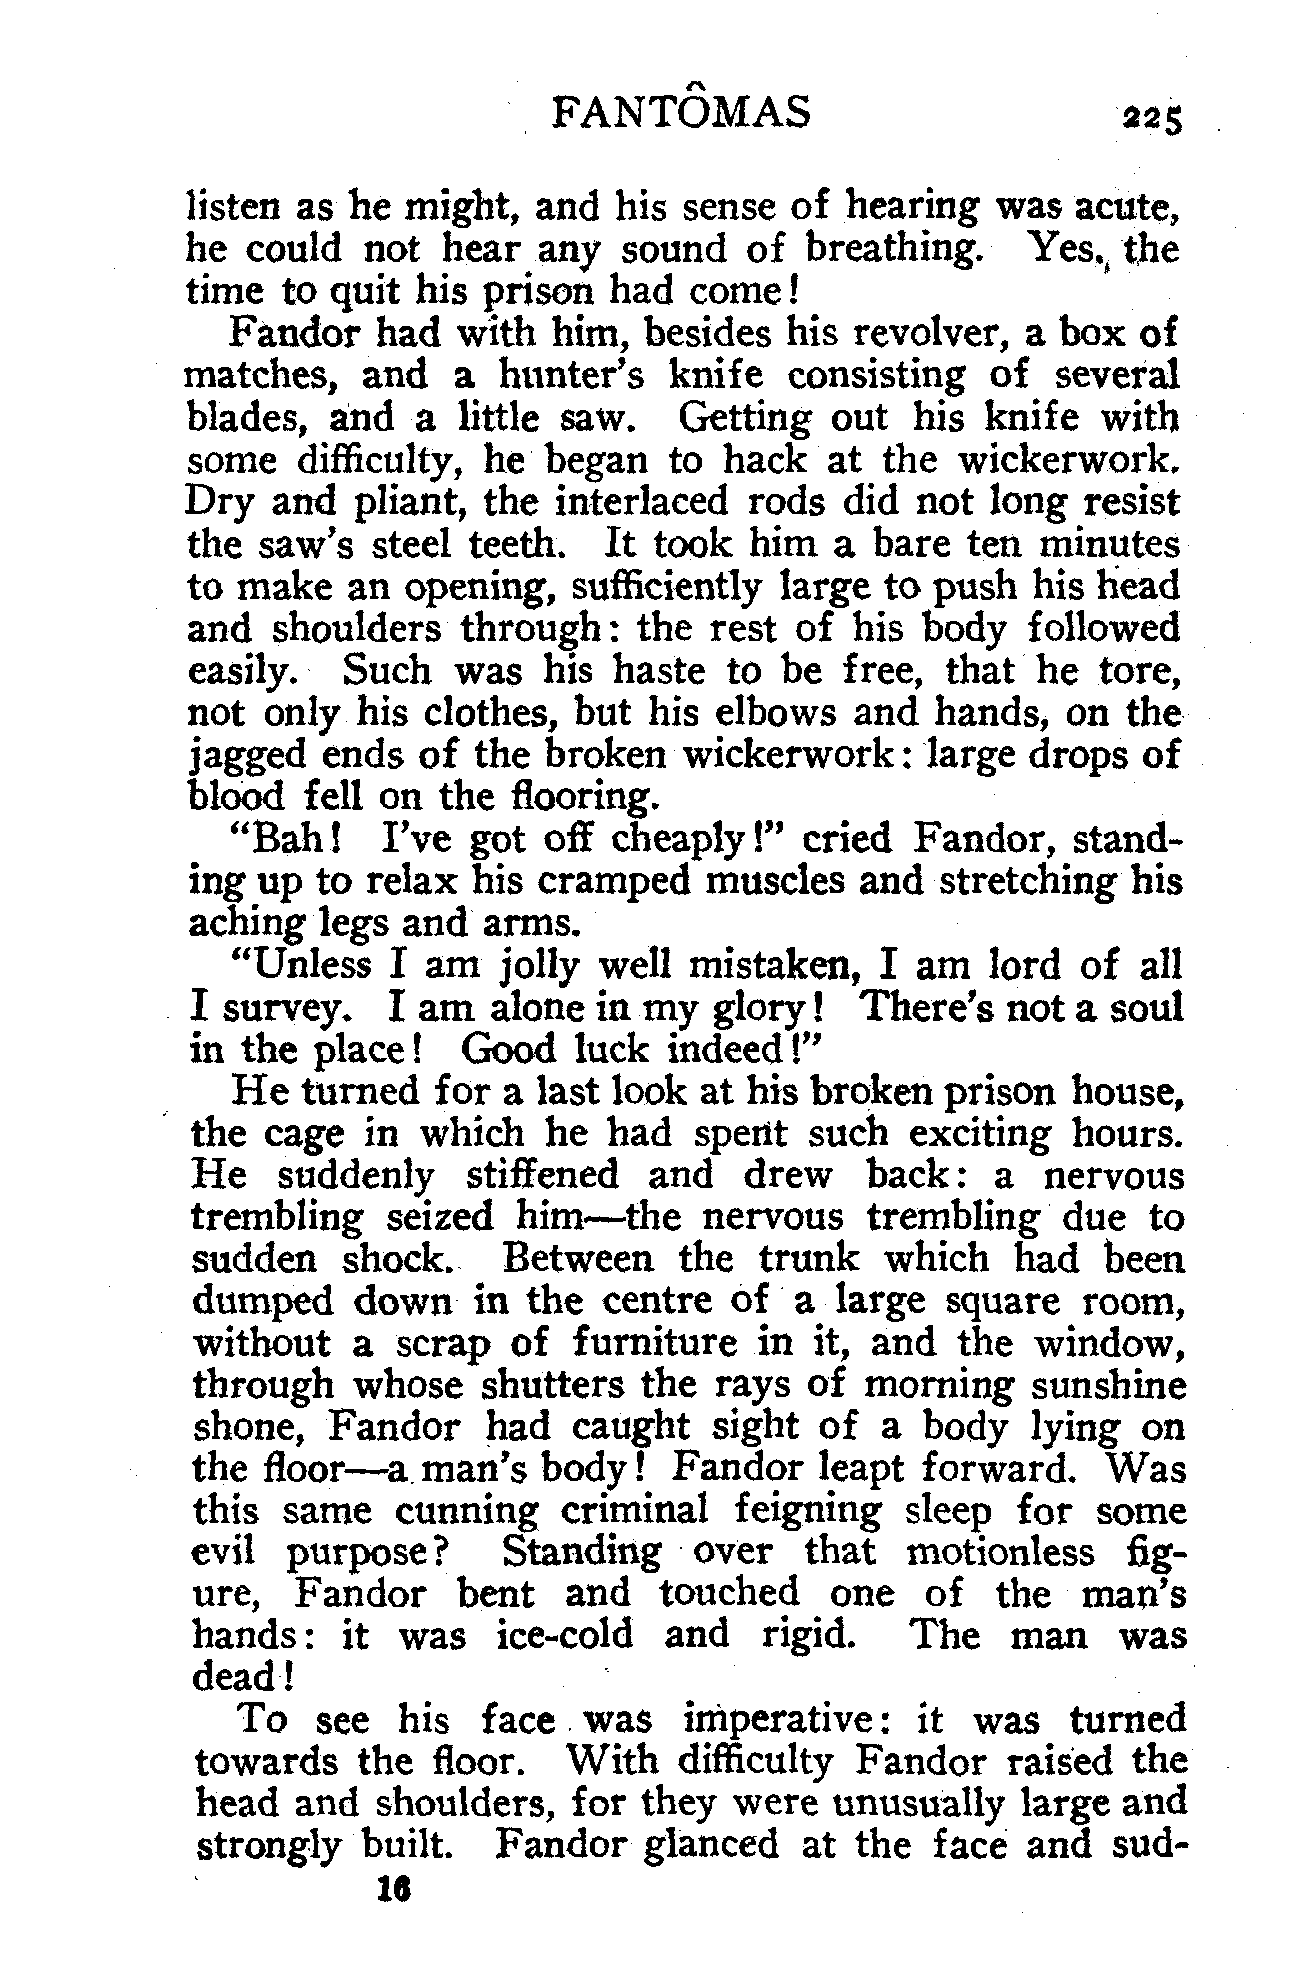 FANTÔMAS 225
listen as he might, and his sense of hearing was acute,
he could not hear any sound of breathing. Yes., the
time to quit his prison had come!
Fandor had with him, besides his revolver, a box of
matches, and a hunter's knife consisting of several
blades, and a little saw. Getting out his knife with
some difficulty, he began to hack at the wickerwork.
Dry and pliant, the interlaced rods did not long resist
the saw's steel teeth. It took him a bare ten minutes
to make an opening, sufficiently large to push his head
and shoulders through: the rest of his body followed
easily. Such was his haste to be free, that he tore,
not only his clothes, but his elbows and hands, on the
jagged ends of the broken wickerwork: large drops of
blood fell on the flooring.
"Bah! I've got off cheaply!" cried Fandor, stand-
ing up to relax his cramped muscles and stretching his
aching legs and arms.
"Unless I am jolly well mistaken, I am lord of all
I survey. I am alone in my glory! There's not a soul
in the place! Good luck indeed!"
He turned for a last look at his broken prison house,
the cage in which he had spent such exciting hours.
He suddenly stiffened and drew back: a nervous
trembling seized him—the nervous trembling due to
sudden shock. Between the trunk which had been
dumped down in the centre of a large square room,
without a scrap of furniture in it, and the window,
through whose shutters the rays of morning sunshine
shone, Fandor had caught sight of a body lying on
the floor—a man's body! Fandor leapt forward. Was
this same cunning criminal feigning sleep for some
evil purpose? Standing over that motionless fig-
ure, Fandor bent and touched one of the man's
hands: it was ice-cold and rigid. The man was
dead!
To see his face was imperative: it was turned
towards the floor. With difficulty Fandor raised the
head and shoulders, for they were unusually large and
strongly built. Fandor glanced at the face and sud-
16